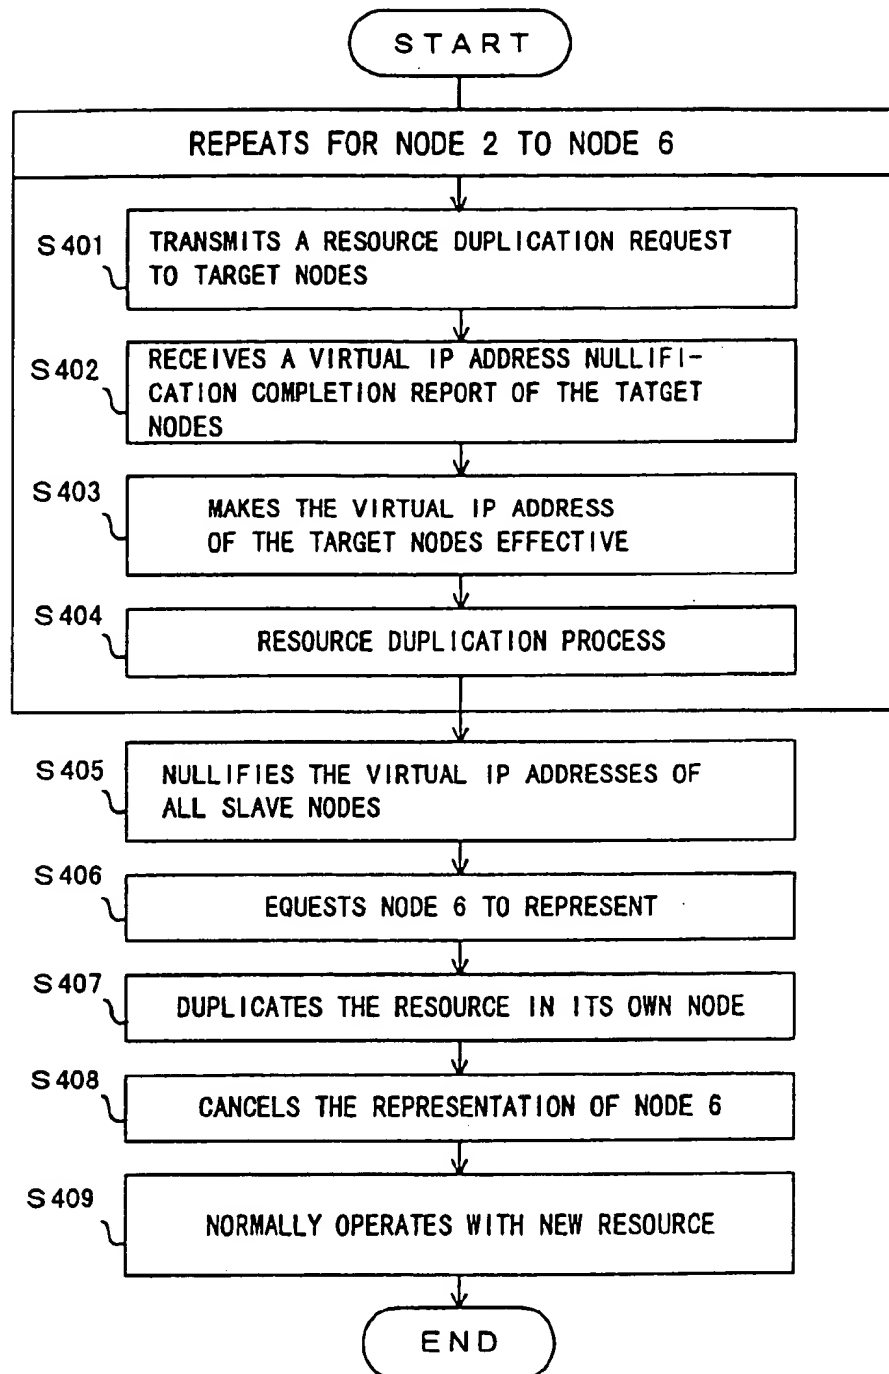 START
REPEATS FOR NODE 2 TO NODE 6
S401
TRANSMITS A RESOURCE DUPLICATION REQUEST
TO TARGET NODES
S402
RECEIVES A VIRTUAL IP ADDRESS NULLIFI-
CATION COMPLETION REPORT OF THE TATGET
NODES
S403
MAKES THE VIRTUAL IP ADDRESS
OF THE TARGET NODES EFFECTIVE
S404
RESOURCE DUPLICATION PROCESS
S405
NULLIFIES THE VIRTUAL IP ADDRESSES OF
ALL SLAVE NODES
S406
EQUESTS NODE 6 TO REPRESENT
S407
DUPLICATES THE RESOURCE IN ITS OWN NODE
S408
CANCELS THE REPRESENTATION OF NODE 6
S409
NORMALLY OPERATES WITH NEW RESOURCE
END